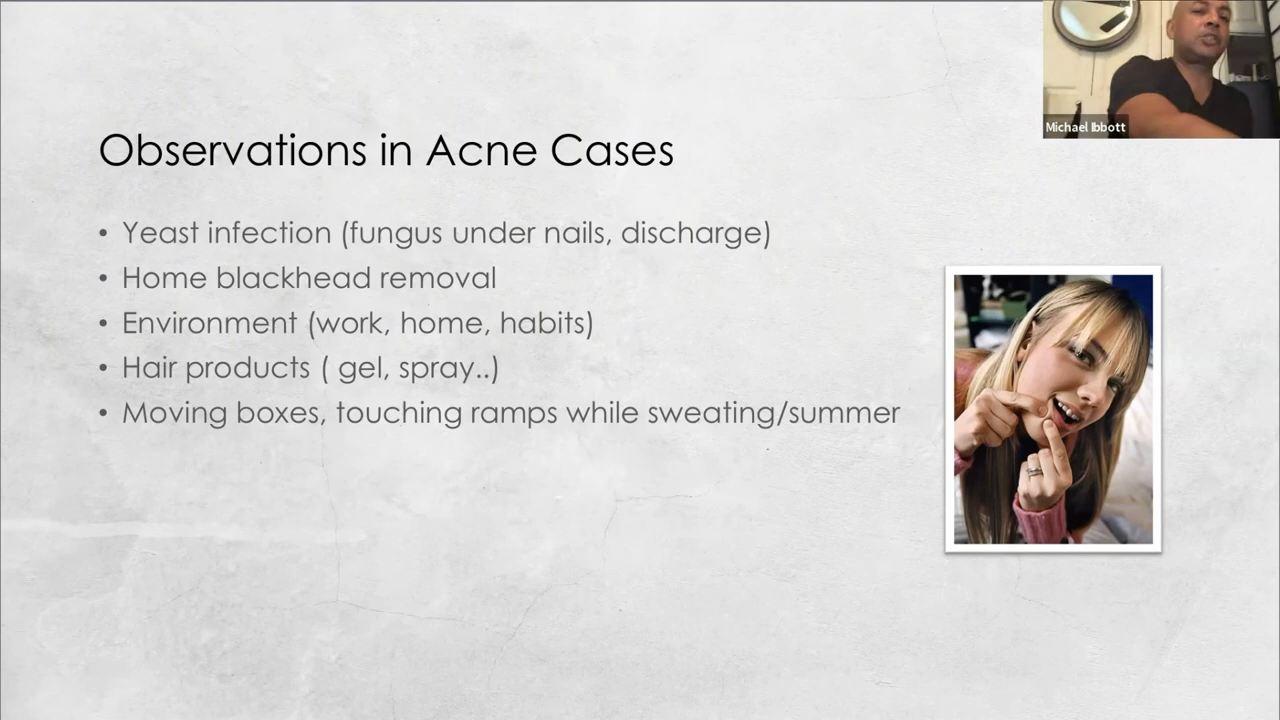 Michael Ibbott
Observations in Acne Cases
• Yeast infection (fungus under nails, discharge)
• Home blackhead removal
• Environment (work, home, habits)
• Hair products ( gel, spray..)
• Moving boxes, touching ramps while sweating/summer